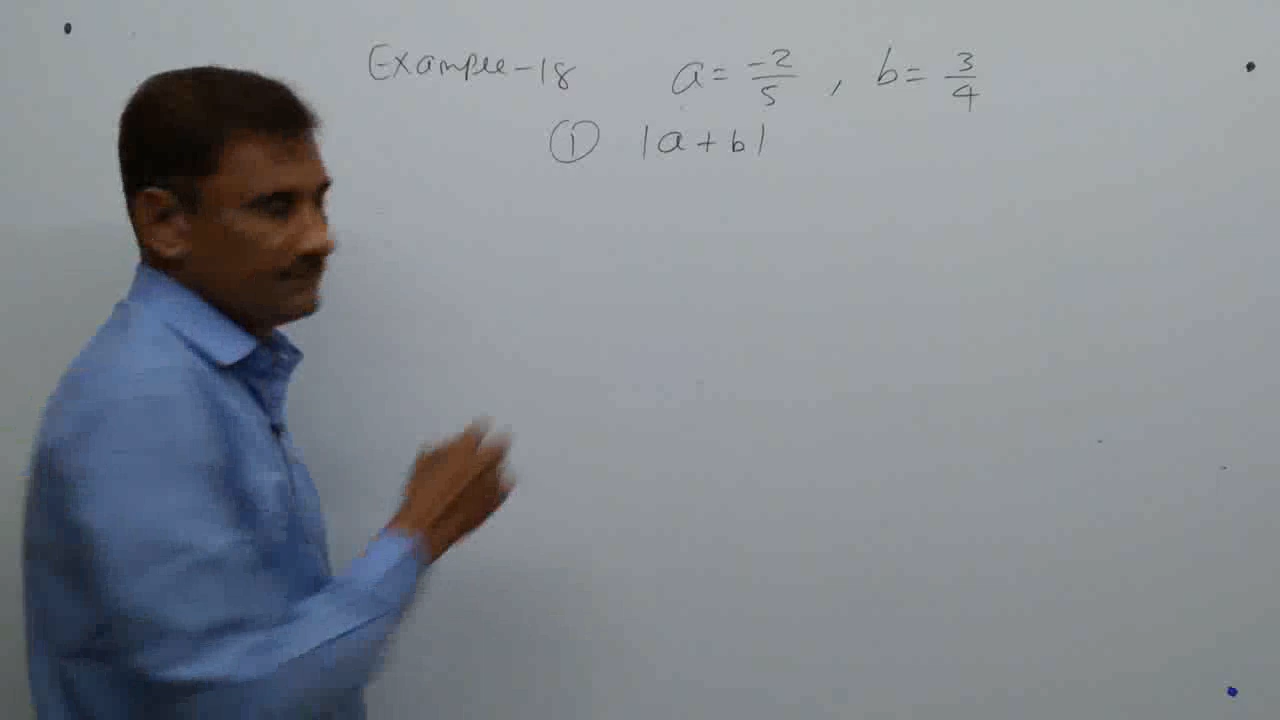 Example-18 a = -2/5 , b = 3/4
① |a + b|